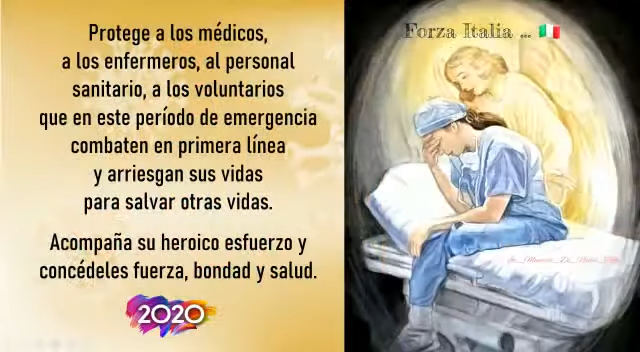 Protege a los médicos,
a los enfermeros, al personal
sanitario, a los voluntarios
que en este período de emergencia
combaten en primera línea
y arriesgan sus vidas
para salvar otras vidas.
Acompaña su heroico esfuerzo y
concédeles fuerza, bondad y salud.
2020
Forza Italia ...